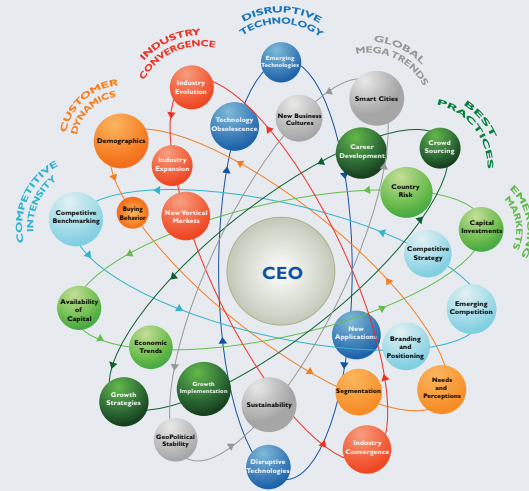 DISRUPTIVE
TECHNOLOGY
INDUSTRY
CONVERGENCE
GLOBAL
MEGATRENDS
CUSTOMER
DYNAMICS
BEST
PRACTICES
COMPETITIVE
INTENSITY
EMERGING
MARKETS
Emerging
Technologies
Industry
Evolution
Smart Cities
New Business
Cultures
Technology
Obsolescence
Demographics
Career
Development
Crowd
Sourcing
Industry
Expansion
Country
Risk
Buying
Behavior
Competitive
Benchmarking
New Vertical
Markets
Capital
Investments
Competitive
Strategy
CEO
Availability
of
Capital
Emerging
Competition
New
Applications
Economic
Trends
Branding
and
Positioning
Growth
Strategies
Growth
Implementation
Segmentation
Needs
and
Perceptions
Sustainability
GeoPolitical
Stability
Industry
Convergence
Disruptive
Technologies